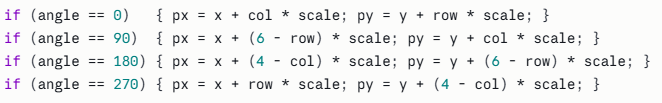 if (angle == 0)   { px = x + col * scale; py = y + row * scale; }
if (angle == 90)  { px = x + (6 - row) * scale; py = y + col * scale; }
if (angle == 180) { px = x + (4 - col) * scale; py = y + (6 - row) * scale; }
if (angle == 270) { px = x + row * scale; py = y + (4 - col) * scale; }